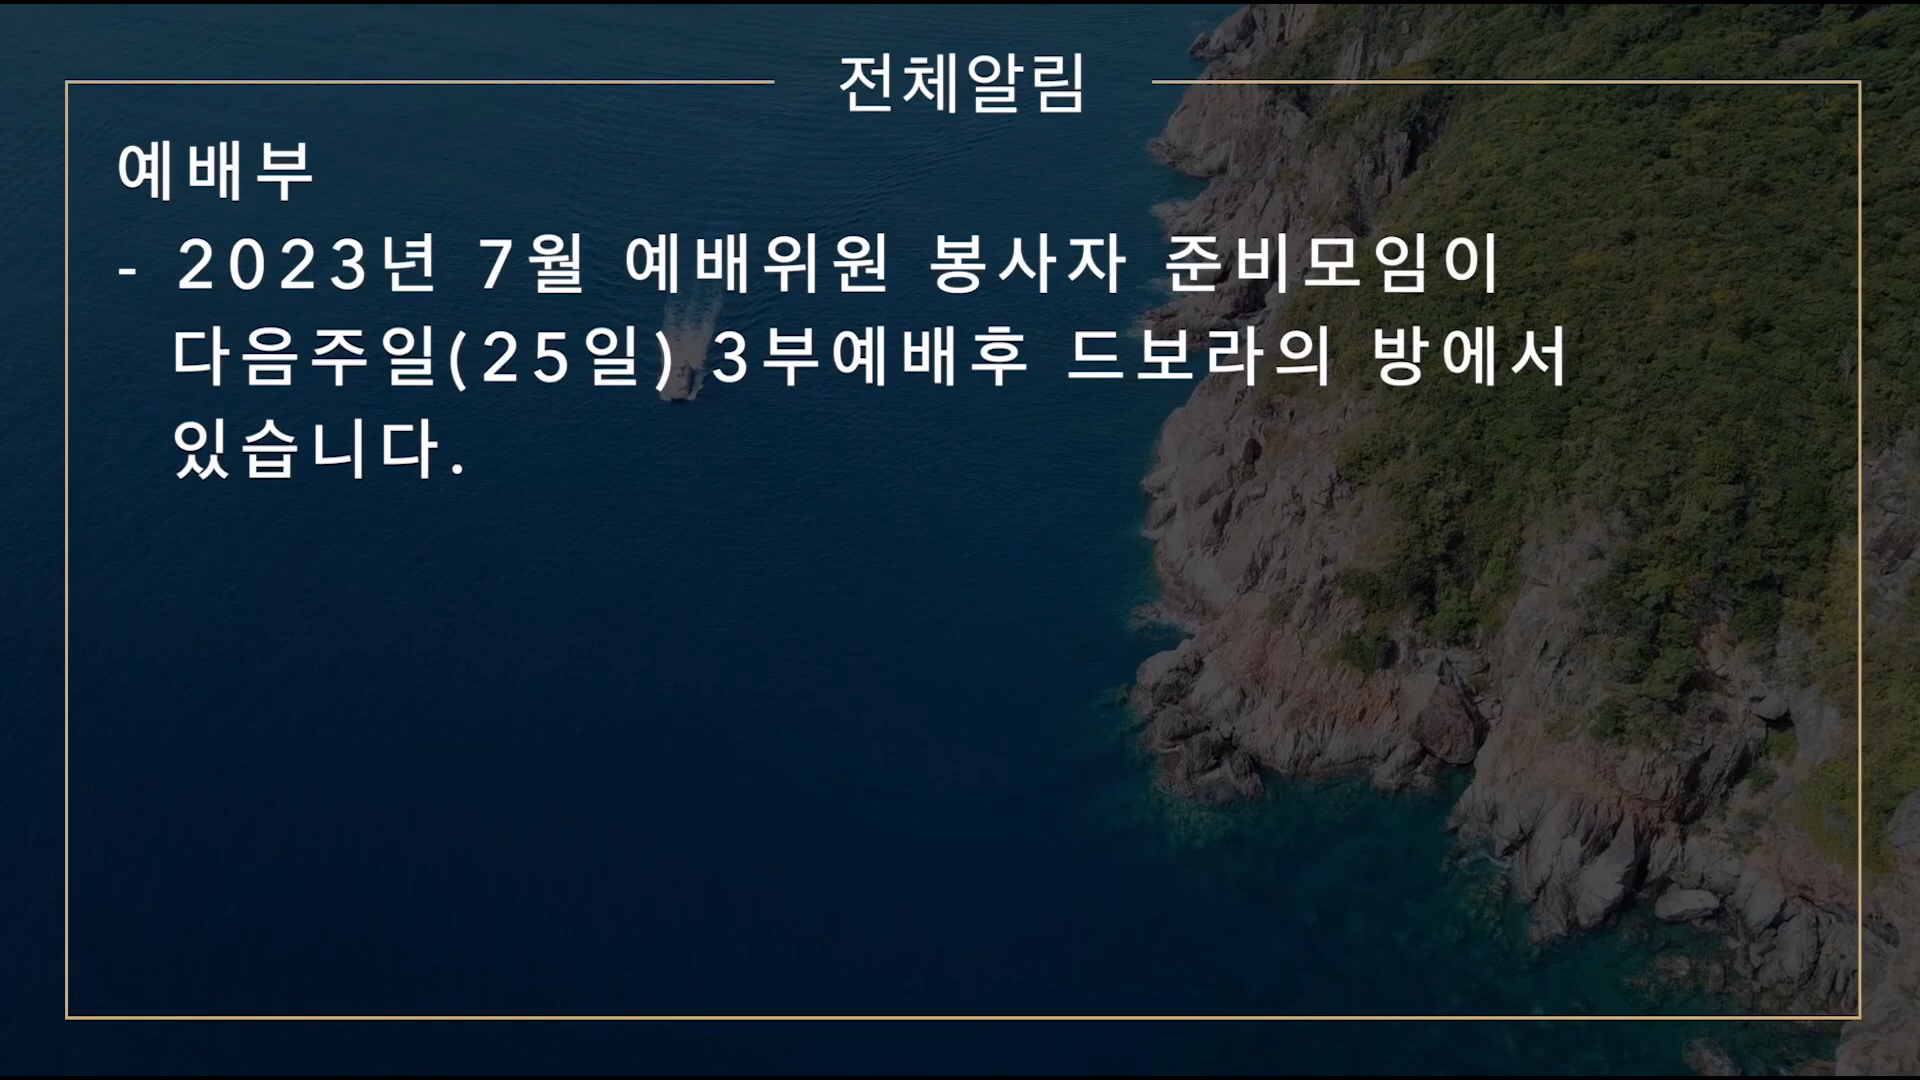 전체알림
예배부
- 2023년 7월 예배위원 봉사자 준비모임이
다음주일(25일) 3부예배후 드보라의 방에서
있습니다.